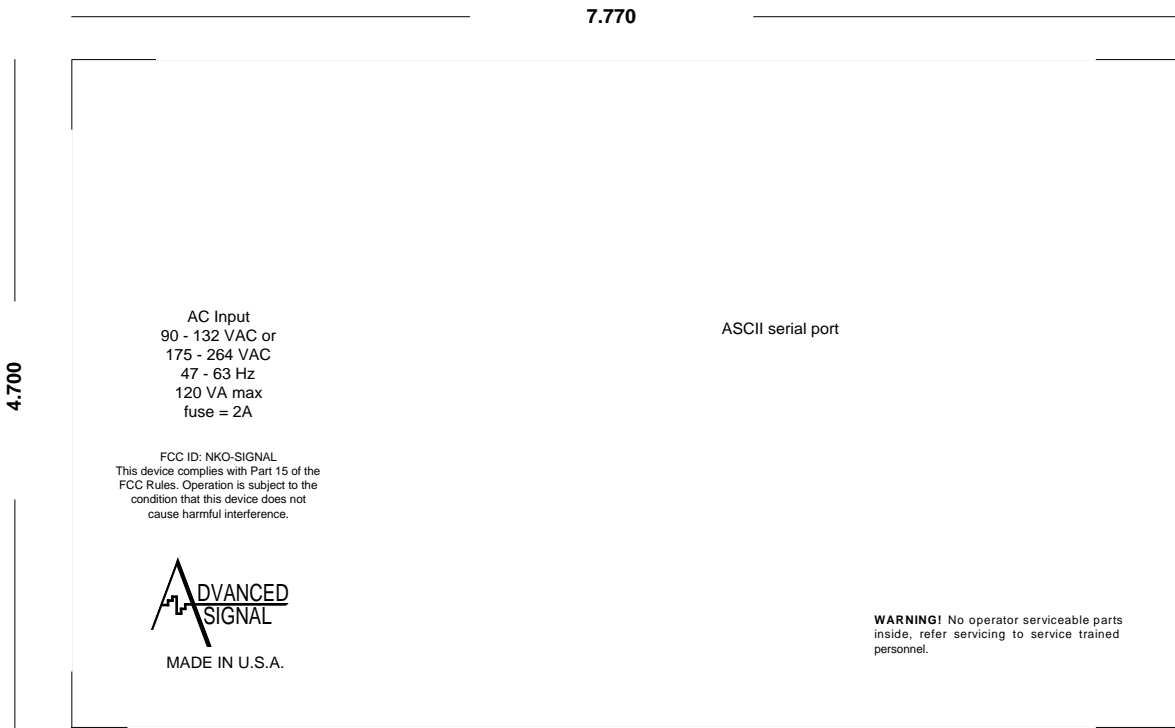 7.770
4.700
AC Input
90 - 132 VAC or
175 - 264 VAC
47 - 63 Hz
120 VA max
fuse = 2A
ASCII serial port
FCC ID: NKO-SIGNAL
This device complies with Part 15 of the
FCC Rules. Operation is subject to the
condition that this device does not
cause harmful interference.
ADVANCED
SIGNAL
MADE IN U.S.A.
WARNING! No operator serviceable parts
inside, refer servicing to service trained
personnel.